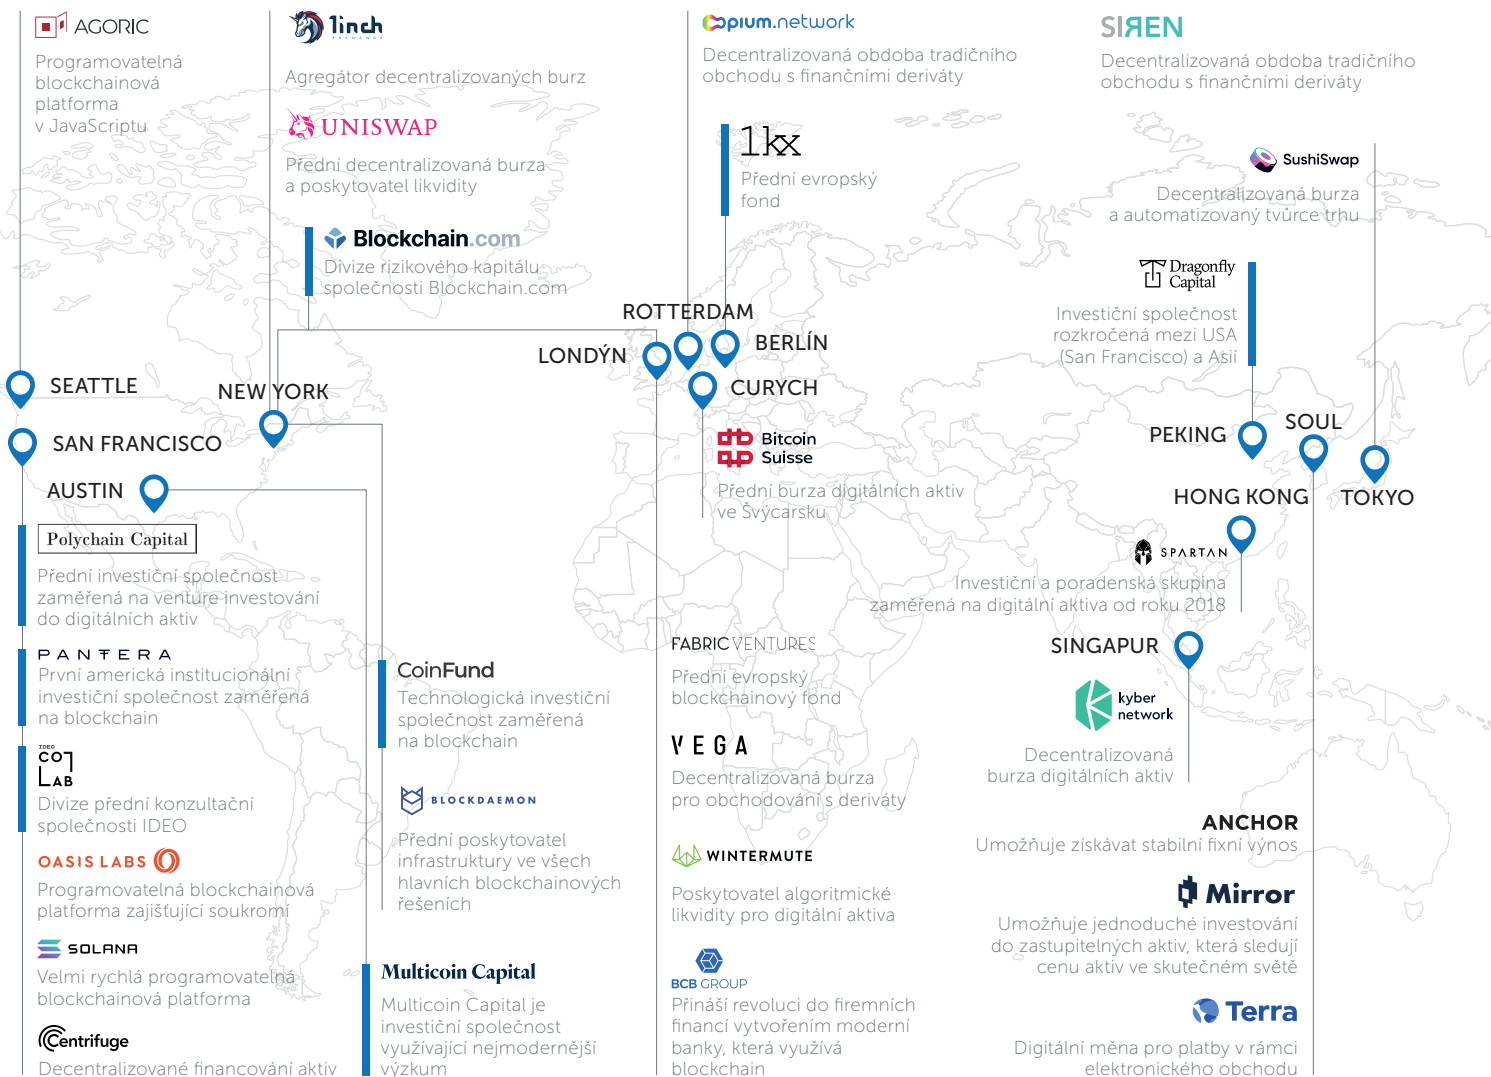 AGORIC
Programovatelná
blockchainová
platforma
v JavaScriptu
1inch
EXCHANGE
Agregátor decentralizovaných burz
UNISWAP
Přední decentralizovaná burza
a poskytovatel likvidity
Blockchain.com
Divize rizikového kapitálu
společnosti Blockchain.com
opium.network
Decentralizovaná obdoba tradičního
obchodu s finančními deriváty
1kx
Přední evropský
fond
SIREN
Decentralizovaná obdoba tradičního
obchodu s finančními deriváty
SushiSwap
Decentralizovaná burza
a automatizovaný tvůrce trhu
Dragonfly
Capital
Investiční společnost
rozkročená mezi USA
(San Francisco) a Asií
ROTTERDAM
LONDÝN
BERLÍN
CURYCH
SEATTLE
NEW YORK
SAN FRANCISCO
AUSTIN
PEKING
SOUL
HONG KONG
TOKYO
SINGAPUR
Bitcoin
Suisse
Přední burza digitálních aktiv
ve Švýcarsku
SPARTAN
Investiční a poradenská skupina
zaměřená na digitální aktiva od roku 2018
kyber
network
Decentralizovaná
burza digitálních aktiv
Polychain Capital
Přední investiční společnost
zaměřená na venture investování
do digitálních aktiv
PANTERA
První americká institucionální
investiční společnost zaměřená
na blockchain
IDEO
CO
LAB
Divize přední konzultační
společnosti IDEO
OASIS LABS
Programovatelná blockchainová
platforma zajišťující soukromí
SOLANA
Velmi rychlá programovatelná
blockchainová platforma
Centrifuge
Decentralizované financování aktiv
CoinFund
Technologická investiční
společnost zaměřená
na blockchain
BLOCKDAEMON
Přední poskytovatel
infrastruktury ve všech
hlavních blockchainových
řešeních
Multicoin Capital
Multicoin Capital je
investiční společnost
využívající nejmodernější
výzkum
FABRIC VENTURES
Přední evropský
blockchainový fond
VEGA
Decentralizovaná burza
pro obchodování s deriváty
WINTERMUTE
Poskytovatel algoritmické
likvidity pro digitální aktiva
BCB GROUP
Přináší revoluci do firemních
financí vytvořením moderní
banky, která využívá
blockchain
ANCHOR
Umožňuje získávat stabilní fixní výnos
Mirror
Umožňuje jednoduché investování
do zastupitelných aktiv, která sledují
cenu aktiv ve skutečném světě
Terra
Digitální měna pro platby v rámci
elektronického obchodu